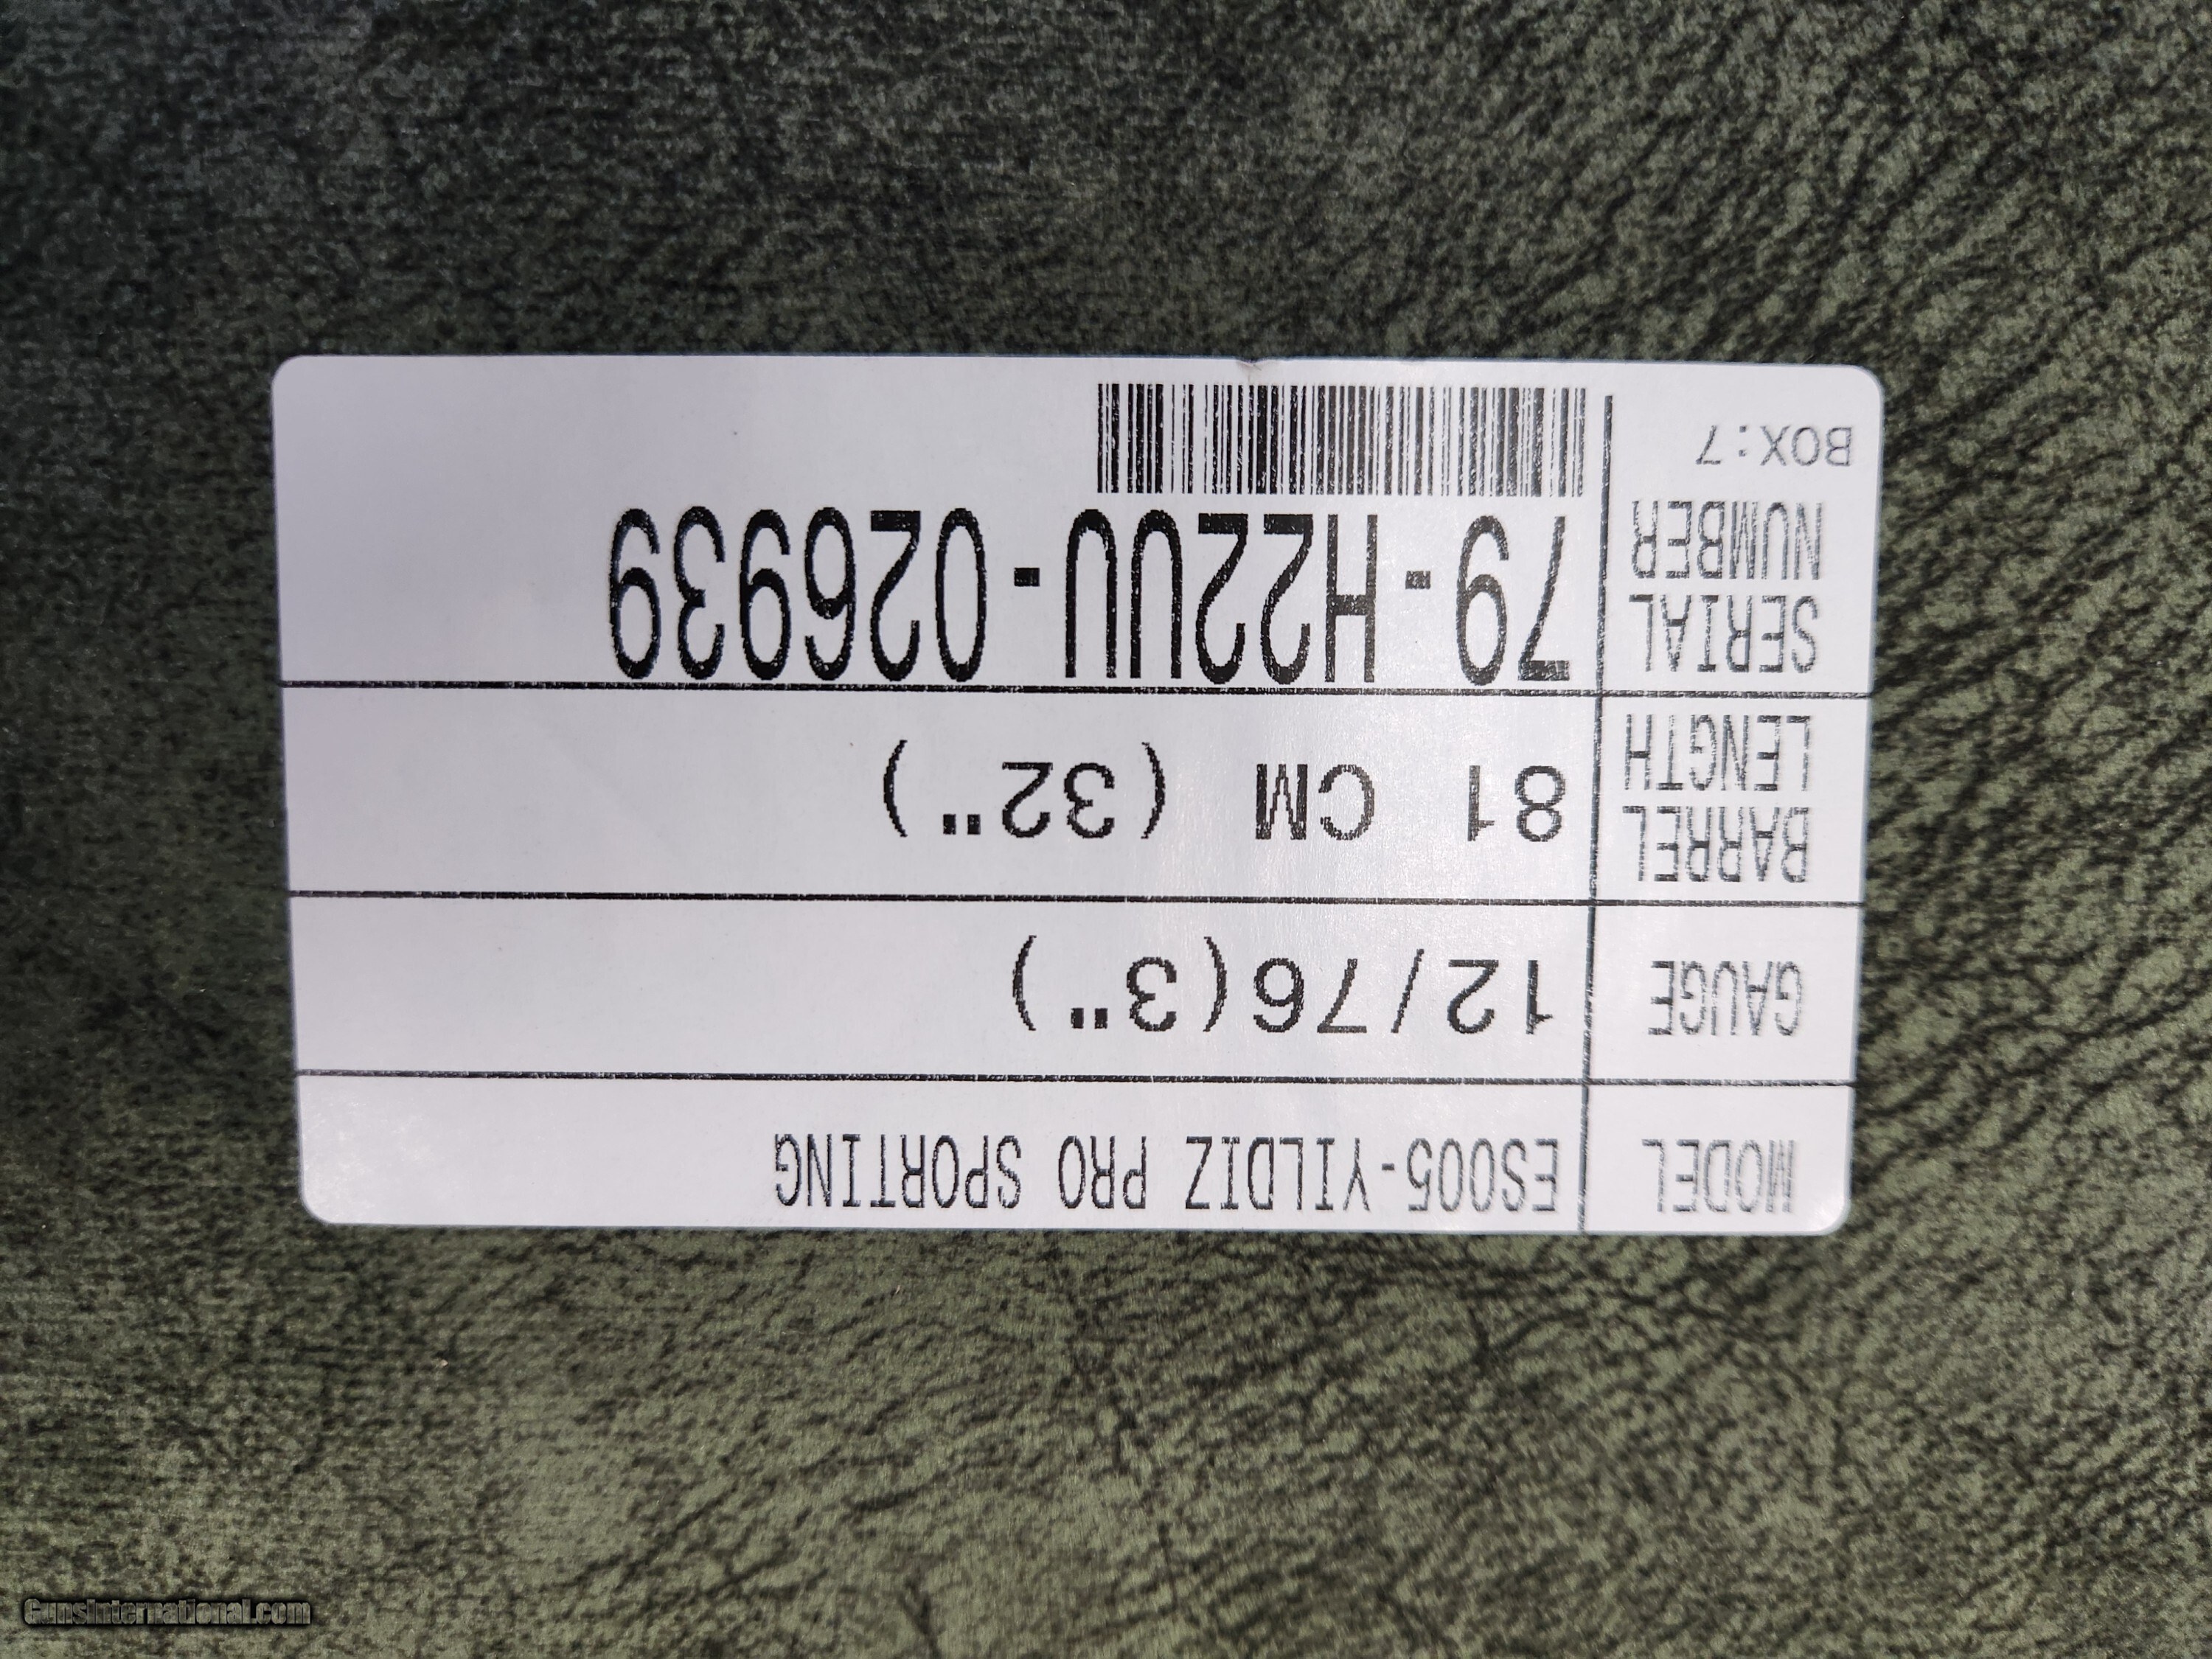 MODEL ES005-YILDIZ PRO SPORTING
GAUGE 12/76(3")
BARREL LENGTH 81 CM (32")
SERIAL NUMBER 79-H22UU-026939
BOX:7
GunsInternational.com